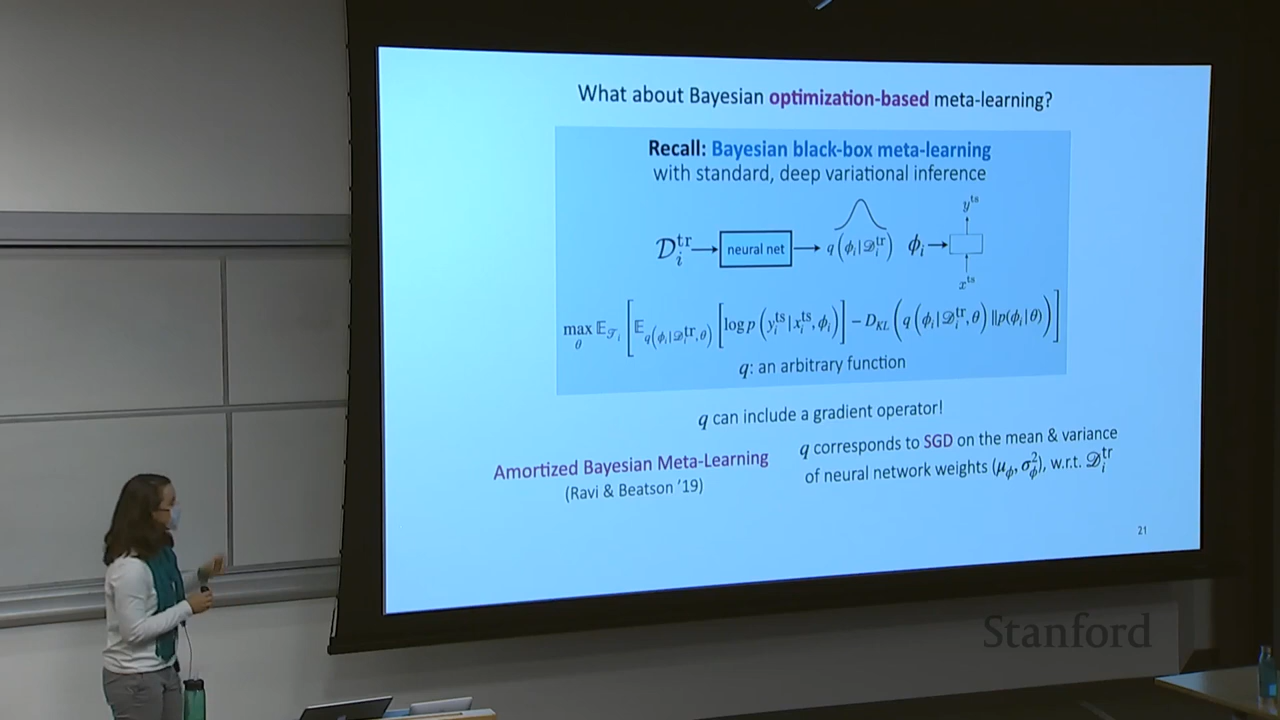 What about Bayesian optimization-based meta-learning?
Recall: Bayesian black-box meta-learning
with standard, deep variational inference
y^ts
𝒟_i^tr → neural net → q(ϕ_i|𝒟_i^tr) ϕ_i →
x^ts
max_θ 𝔼_𝒯_i [𝔼_q(ϕ_i|𝒟_i^tr,θ) [log p(y_i^ts|x_i^ts, ϕ_i)] − D_KL (q(ϕ_i|𝒟_i^tr, θ) ||p(ϕ_i|θ))]
q: an arbitrary function
q can include a gradient operator!
Amortized Bayesian Meta-Learning
(Ravi & Beatson '19)
q corresponds to SGD on the mean & variance
of neural network weights (μ_ϕ, σ_ϕ^2), w.r.t. 𝒟_i^tr
21
Stanford